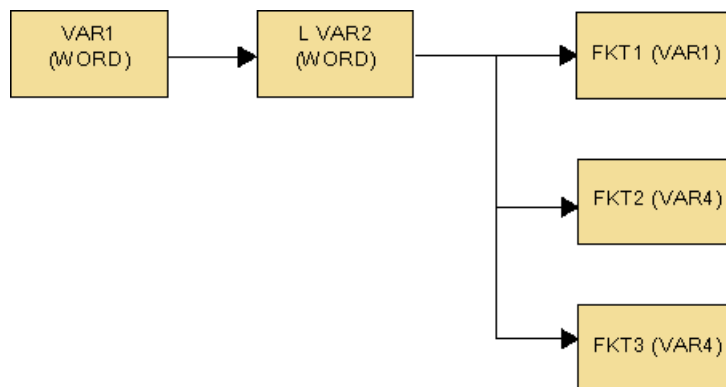 VAR1
(WORD)
L VAR2
(WORD)
FKT1 (VAR1)
FKT2 (VAR4)
FKT3 (VAR4)